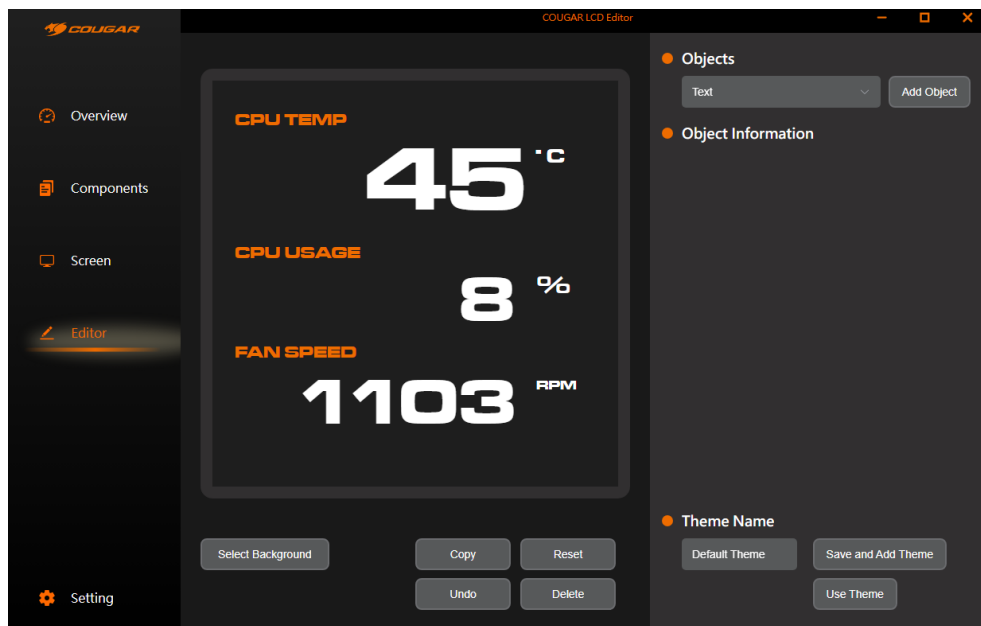 COUGAR
COUGAR LCD Editor
Overview
Components
Screen
Editor
Setting
CPU TEMP
45 °C
CPU USAGE
8 %
FAN SPEED
1103 RPM
Select Background
Copy
Reset
Undo
Delete
Objects
Text
Add Object
Object Information
Theme Name
Default Theme
Save and Add Theme
Use Theme